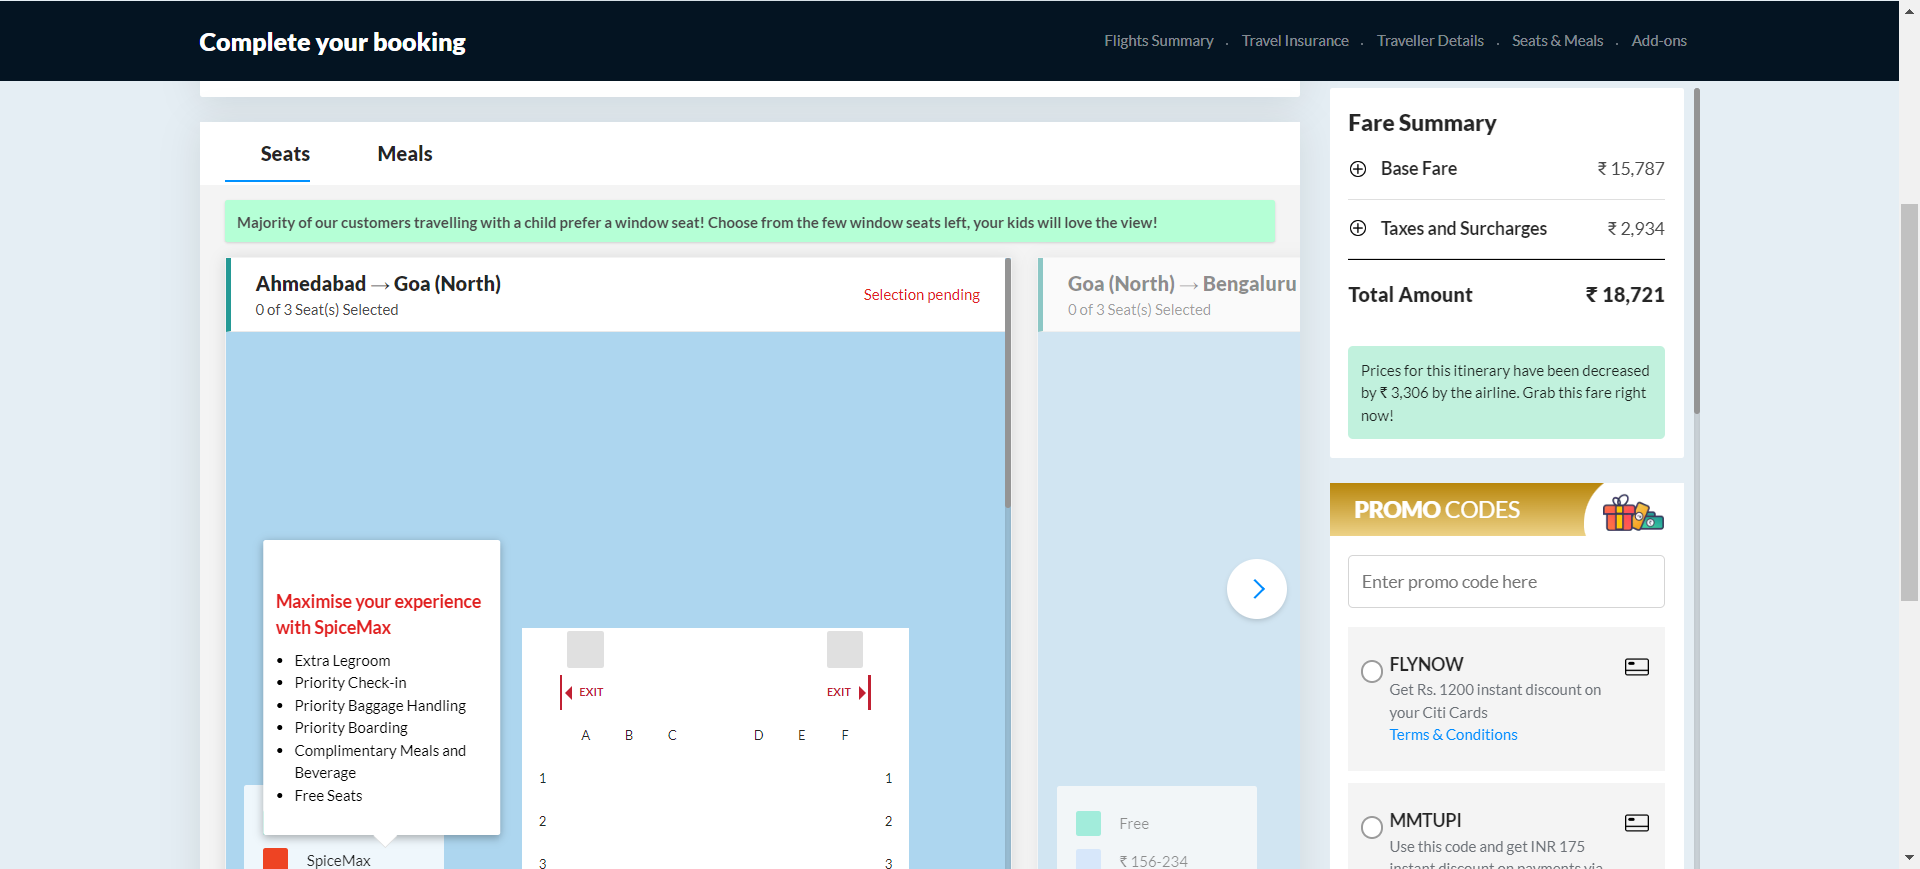 Complete your booking
Flights Summary . Travel Insurance . Traveller Details . Seats & Meals . Add-ons
Seats Meals
Majority of our customers travelling with a child prefer a window seat! Choose from the few window seats left, your kids will love the view!
Ahmedabad → Goa (North)
0 of 3 Seat(s) Selected
Selection pending
Goa (North) → Bengaluru
0 of 3 Seat(s) Selected
Maximise your experience
with SpiceMax
• Extra Legroom
• Priority Check-in
• Priority Baggage Handling
• Priority Boarding
• Complimentary Meals and
Beverage
• Free Seats
SpiceMax
EXIT EXIT
A B C D E F
1 1
2 2
3 3
Free
₹ 156-234
Fare Summary
Base Fare ₹ 15,787
Taxes and Surcharges ₹ 2,934
Total Amount ₹ 18,721
Prices for this itinerary have been decreased
by ₹ 3,306 by the airline. Grab this fare right
now!
PROMO CODES
Enter promo code here
FLYNOW
Get Rs. 1200 instant discount on
your Citi Cards
Terms & Conditions
MMTUPI
Use this code and get INR 175
instant discount on payments via